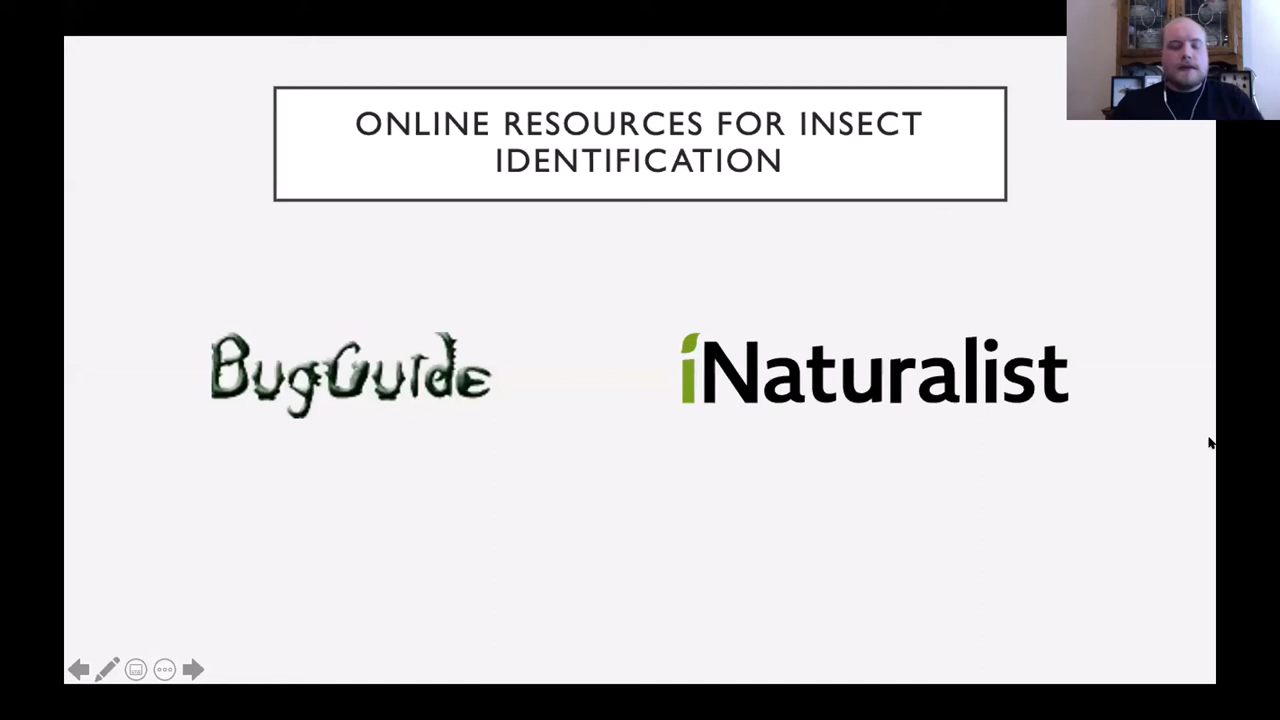 ONLINE RESOURCES FOR INSECT
IDENTIFICATION
BugGuide
iNaturalist